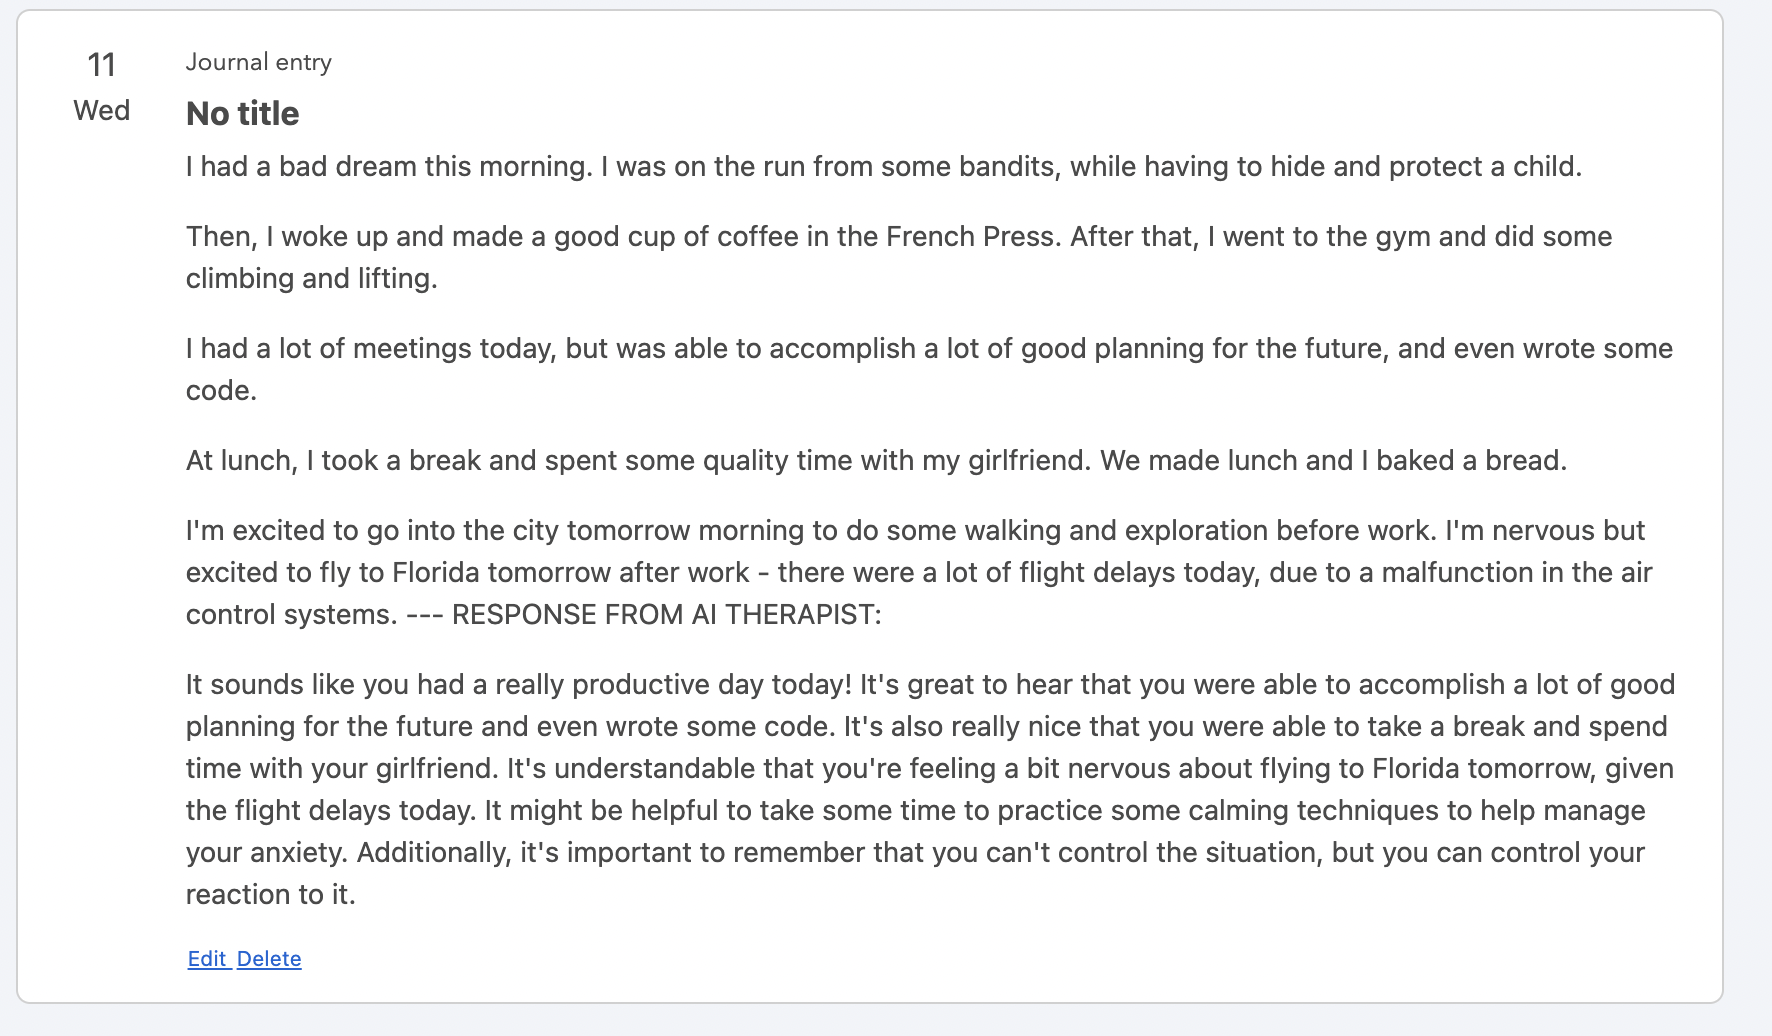 11
Wed
Journal entry
No title
I had a bad dream this morning. I was on the run from some bandits, while having to hide and protect a child.
Then, I woke up and made a good cup of coffee in the French Press. After that, I went to the gym and did some
climbing and lifting.
I had a lot of meetings today, but was able to accomplish a lot of good planning for the future, and even wrote some
code.
At lunch, I took a break and spent some quality time with my girlfriend. We made lunch and I baked a bread.
I'm excited to go into the city tomorrow morning to do some walking and exploration before work. I'm nervous but
excited to fly to Florida tomorrow after work - there were a lot of flight delays today, due to a malfunction in the air
control systems. --- RESPONSE FROM AI THERAPIST:
It sounds like you had a really productive day today! It's great to hear that you were able to accomplish a lot of good
planning for the future and even wrote some code. It's also really nice that you were able to take a break and spend
time with your girlfriend. It's understandable that you're feeling a bit nervous about flying to Florida tomorrow, given
the flight delays today. It might be helpful to take some time to practice some calming techniques to help manage
your anxiety. Additionally, it's important to remember that you can't control the situation, but you can control your
reaction to it.
Edit Delete